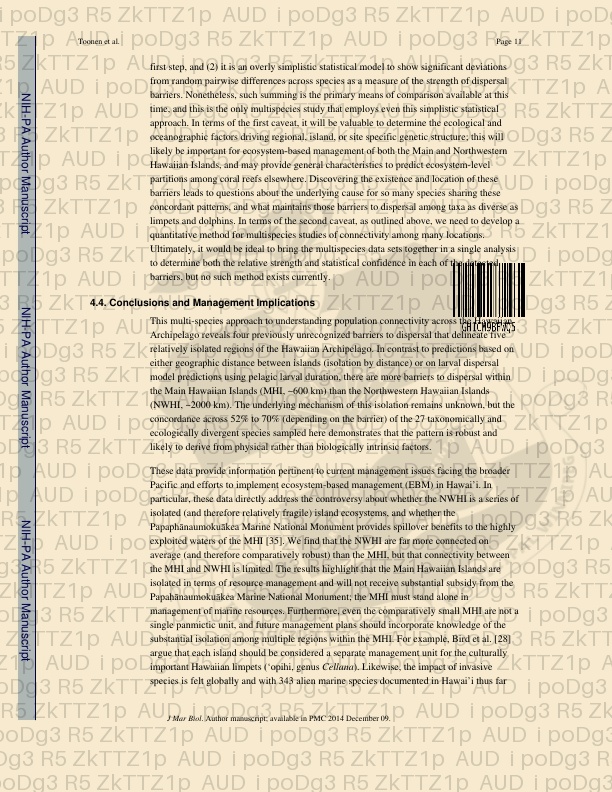 Toonen et al. Page 11
first step, and (2) it is an overly simplistic statistical model to show significant deviations
from random pairwise differences across species as a measure of the strength of dispersal
barriers. Nonetheless, such summing is the primary means of comparison available at this
time, and this is the only multispecies study that employs even this simplistic statistical
approach. In terms of the first caveat, it will be valuable to determine the ecological and
oceanographic factors driving regional, island, or site specific genetic structure; this will
likely be important for ecosystem-based management of both the Main and Northwestern
Hawaiian Islands, and may provide general characteristics to predict ecosystem-level
partitions among coral reefs elsewhere. Discovering the existence and location of these
barriers leads to questions about the underlying cause for so many species sharing these
concordant patterns, and what maintains those barriers to dispersal among taxa as diverse as
limpets and dolphins. In terms of the second caveat, as outlined above, we need to develop a
quantitative method for multispecies studies of connectivity among many locations.
Ultimately, it would be ideal to bring the multispecies data sets together in a single analysis
to determine both the relative strength and statistical confidence in each of the detected
barriers, but no such method exists currently.
4.4. Conclusions and Management Implications
This multi-species approach to understanding population connectivity across the Hawaiian
Archipelago reveals four previously unrecognized barriers to dispersal that delineate five
relatively isolated regions of the Hawaiian Archipelago. In contrast to predictions based on
either geographic distance between islands (isolation by distance) or on larval dispersal
model predictions using pelagic larval duration, there are more barriers to dispersal within
the Main Hawaiian Islands (MHI, ~600 km) than the Northwestern Hawaiian Islands
(NWHI, ~2000 km). The underlying mechanism of this isolation remains unknown, but the
concordance across 52% to 70% (depending on the barrier) of the 27 taxonomically and
ecologically divergent species sampled here demonstrates that the pattern is robust and
likely to derive from physical rather than biologically intrinsic factors.
These data provide information pertinent to current management issues facing the broader
Pacific and efforts to implement ecosystem-based management (EBM) in Hawai‘i. In
particular, these data directly address the controversy about whether the NWHI is a series of
isolated (and therefore relatively fragile) island ecosystems, and whether the
Papahānaumokuākea Marine National Monument provides spillover benefits to the highly
exploited waters of the MHI [35]. We find that the NWHI are far more connected on
average (and therefore comparatively robust) than the MHI, but that connectivity between
the MHI and NWHI is limited. The results highlight that the Main Hawaiian Islands are
isolated in terms of resource management and will not receive substantial subsidy from the
Papahānaumokuākea Marine National Monument; the MHI must stand alone in
management of marine resources. Furthermore, even the comparatively small MHI are not a
single panmictic unit, and future management plans should incorporate knowledge of the
substantial isolation among multiple regions within the MHI. For example, Bird et al. [28]
argue that each island should be considered a separate management unit for the culturally
important Hawaiian limpets (‘opihi, genus Cellana). Likewise, the impact of invasive
species is felt globally and with 343 alien marine species documented in Hawai‘i thus far
J Mar Biol. Author manuscript; available in PMC 2014 December 09.
NIH-PA Author Manuscript
NIH-PA Author Manuscript
NIH-PA Author Manuscript